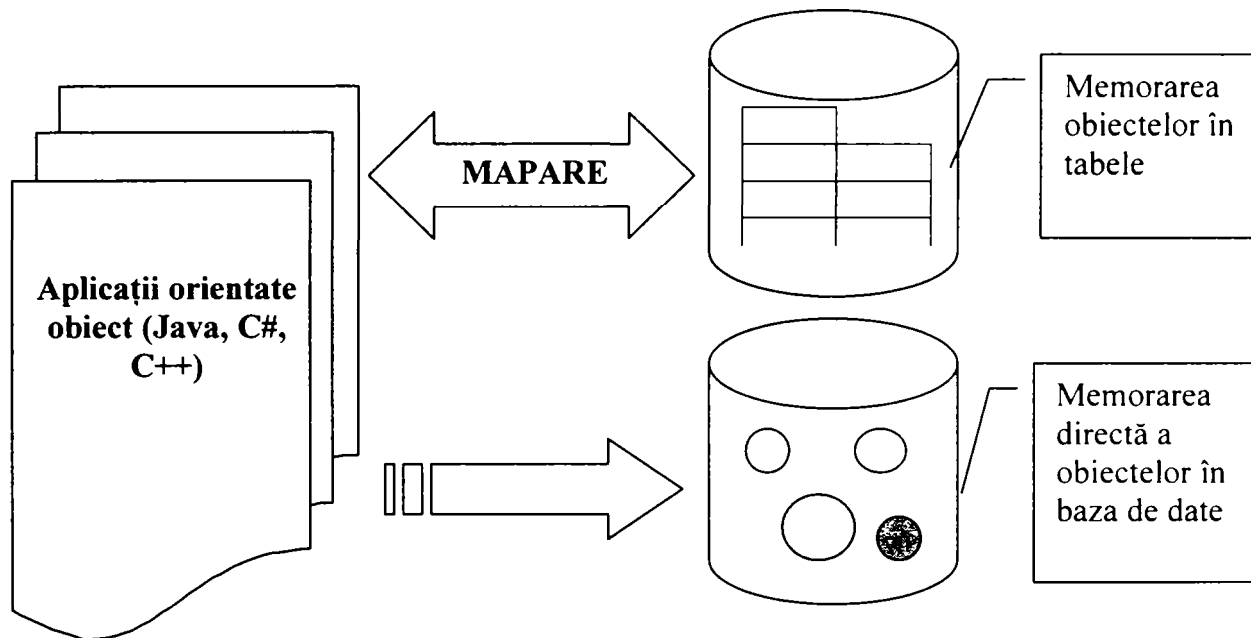 Aplicații orientate
obiect (Java, C#,
C++)
MAPARE
Memorarea
obiectelor în
tabele
Memorarea
directă a
obiectelor în
baza de date